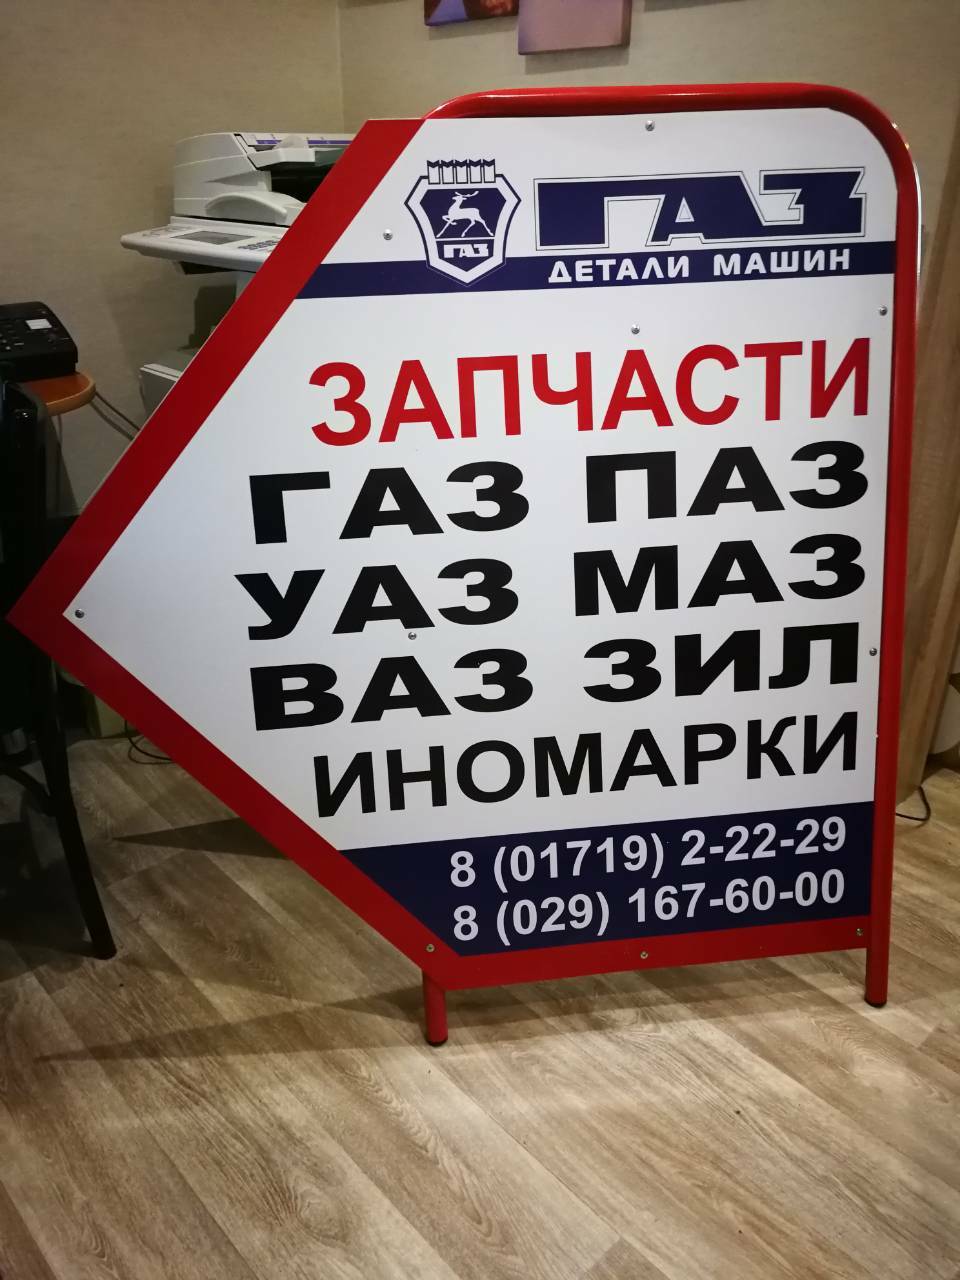 ГАЗ
ГАЗ
ДЕТАЛИ МАШИН
ЗАПЧАСТИ
ГАЗ ПАЗ
УАЗ МАЗ
ВАЗ ЗИЛ
ИНОМАРКИ
8 (01719) 2-22-29
8 (029) 167-60-00